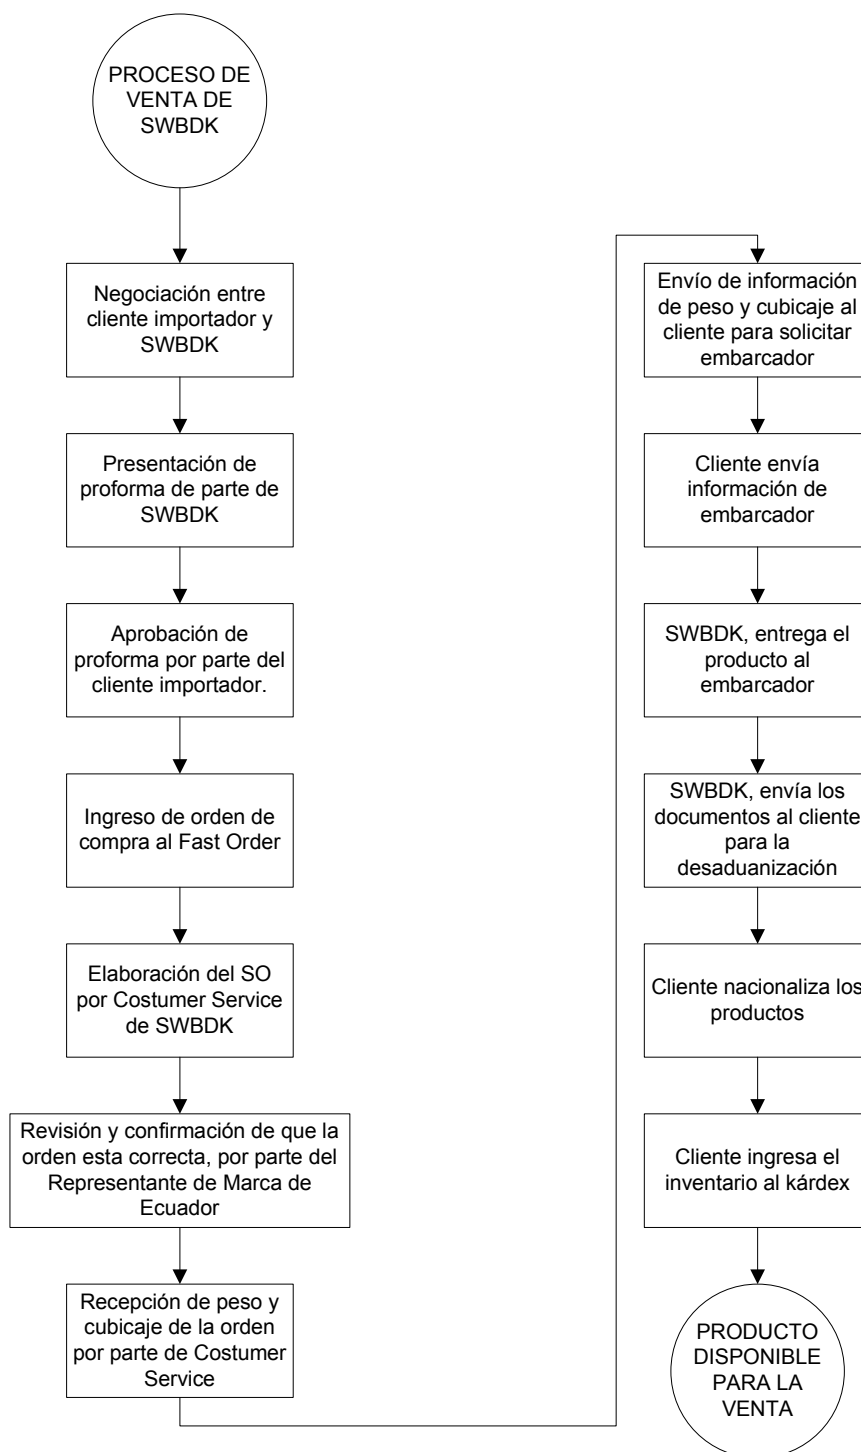 PROCESO DE
VENTA DE
SWBDK
Negociación entre
cliente importador y
SWBDK
Presentación de
proforma de parte de
SWBDK
Aprobación de
proforma por parte del
cliente importador.
Ingreso de orden de
compra al Fast Order
Elaboración del SO
por Costumer Service
de SWBDK
Revisión y confirmación de que la
orden esta correcta, por parte del
Representante de Marca de
Ecuador
Recepción de peso y
cubicaje de la orden
por parte de Costumer
Service
Envío de información
de peso y cubicaje al
cliente para solicitar
embarcador
Cliente envía
información de
embarcador
SWBDK, entrega el
producto al
embarcador
SWBDK, envía los
documentos al cliente
para la
desaduanización
Cliente nacionaliza los
productos
Cliente ingresa el
inventario al kárdex
PRODUCTO
DISPONIBLE
PARA LA
VENTA